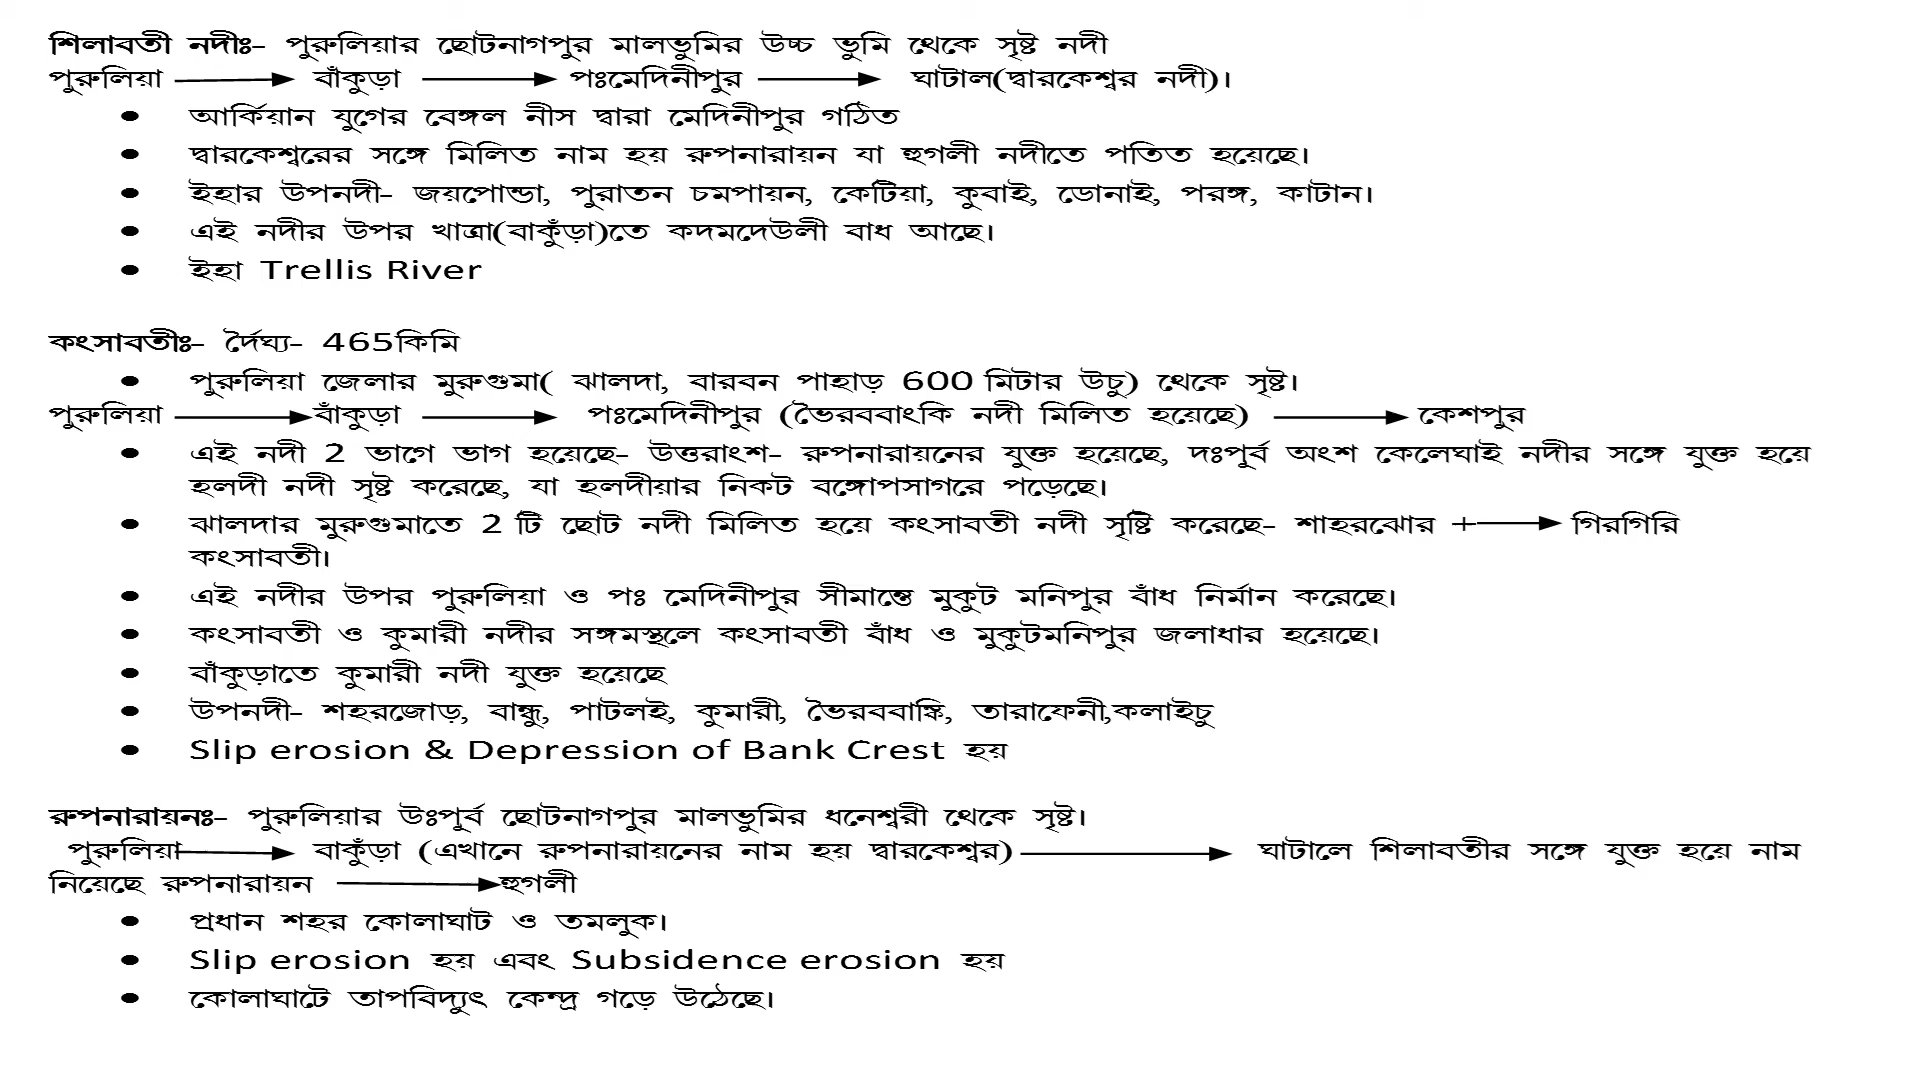 শিলাবতী নদীঃ- পুরুলিয়ার ছোটনাগপুর মালভুমির উচ্চ ভুমি থেকে সৃষ্ট নদী
পুরুলিয়া ⟶ বাঁকুড়া ⟶ পঃমেদিনীপুর ⟶ ঘাটাল(দ্বারকেশ্বর নদী)।
● আর্কিয়ান যুগের বেঙ্গল নীস দ্বারা মেদিনীপুর গঠিত
● দ্বারকেশ্বরের সঙ্গে মিলিত নাম হয় রুপনারায়ন যা হুগলী নদীতে পতিত হয়েছে।
● ইহার উপনদী- জয়পোন্ডা, পুরাতন চমপায়ন, কেটিয়া, কুবাই, ডোনাই, পরঙ্গ, কাটান।
● এই নদীর উপর খাত্রা(বাকুঁড়া)তে কদমদেউলী বাধ আছে।
● ইহা Trellis River
কংসাবতীঃ- দৈর্ঘ্য- 465কিমি
● পুরুলিয়া জেলার মুরুগুমা( ঝালদা, বারবন পাহাড় 600 মিটার উচু) থেকে সৃষ্ট।
পুরুলিয়া ⟶ বাঁকুড়া ⟶ পঃমেদিনীপুর (ভৈরববাংকি নদী মিলিত হয়েছে) ⟶ কেশপুর
● এই নদী 2 ভাগে ভাগ হয়েছে- উত্তরাংশ- রুপনারায়নের যুক্ত হয়েছে, দঃপুর্ব অংশ কেলেঘাই নদীর সঙ্গে যুক্ত হয়ে
হলদী নদী সৃষ্ট করেছে, যা হলদীয়ার নিকট বঙ্গোপসাগরে পড়েছে।
● ঝালদার মুরুগুমাতে 2 টি ছোট নদী মিলিত হয়ে কংসাবতী নদী সৃষ্টি করেছে- শাহরঝোর + ⟶ গিরগিরি
কংসাবতী।
● এই নদীর উপর পুরুলিয়া ও পঃ মেদিনীপুর সীমান্তে মুকুট মনিপুর বাঁধ নির্মান করেছে।
● কংসাবতী ও কুমারী নদীর সঙ্গমস্থলে কংসাবতী বাঁধ ও মুকুটমনিপুর জলাধার হয়েছে।
● বাঁকুড়াতে কুমারী নদী যুক্ত হয়েছে
● উপনদী- শহরজোড়, বান্ধু, পাটলই, কুমারী, ভৈরববাঙ্কি, তারাফেনী,কলাইচু
● Slip erosion & Depression of Bank Crest হয়
রুপনারায়নঃ- পুরুলিয়ার উঃপুর্ব ছোটনাগপুর মালভুমির ধনেশ্বরী থেকে সৃষ্ট।
পুরুলিয়া ⟶ বাকুঁড়া (এখানে রুপনারায়নের নাম হয় দ্বারকেশ্বর) ⟶ ঘাটালে শিলাবতীর সঙ্গে যুক্ত হয়ে নাম
নিয়েছে রুপনারায়ন ⟶ হুগলী
● প্রধান শহর কোলাঘাট ও তমলুক।
● Slip erosion হয় এবং Subsidence erosion হয়
● কোলাঘাটে তাপবিদ্যুৎ কেন্দ্র গড়ে উঠেছে।